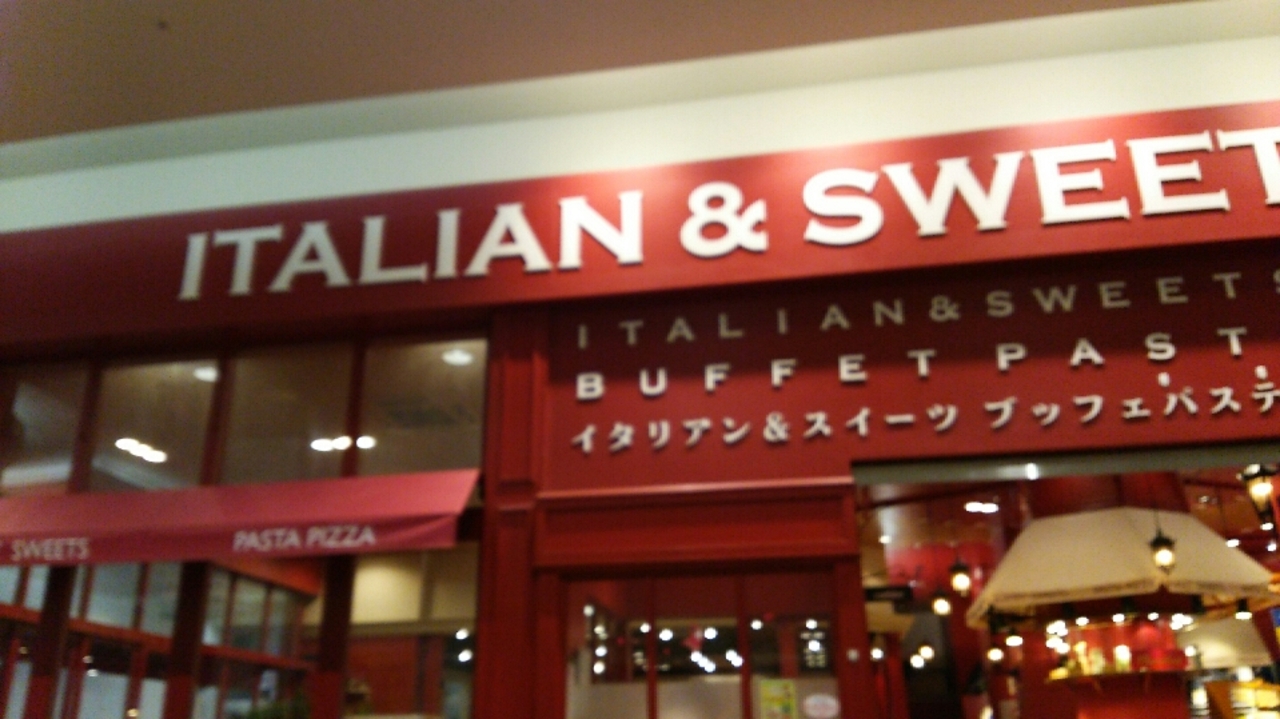 ITALIAN & SWEET
ITALIAN&SWEETS
BUFFET PAST
イタリアン&スイーツ ブッフェパステ
SWEETS
PASTA PIZZA